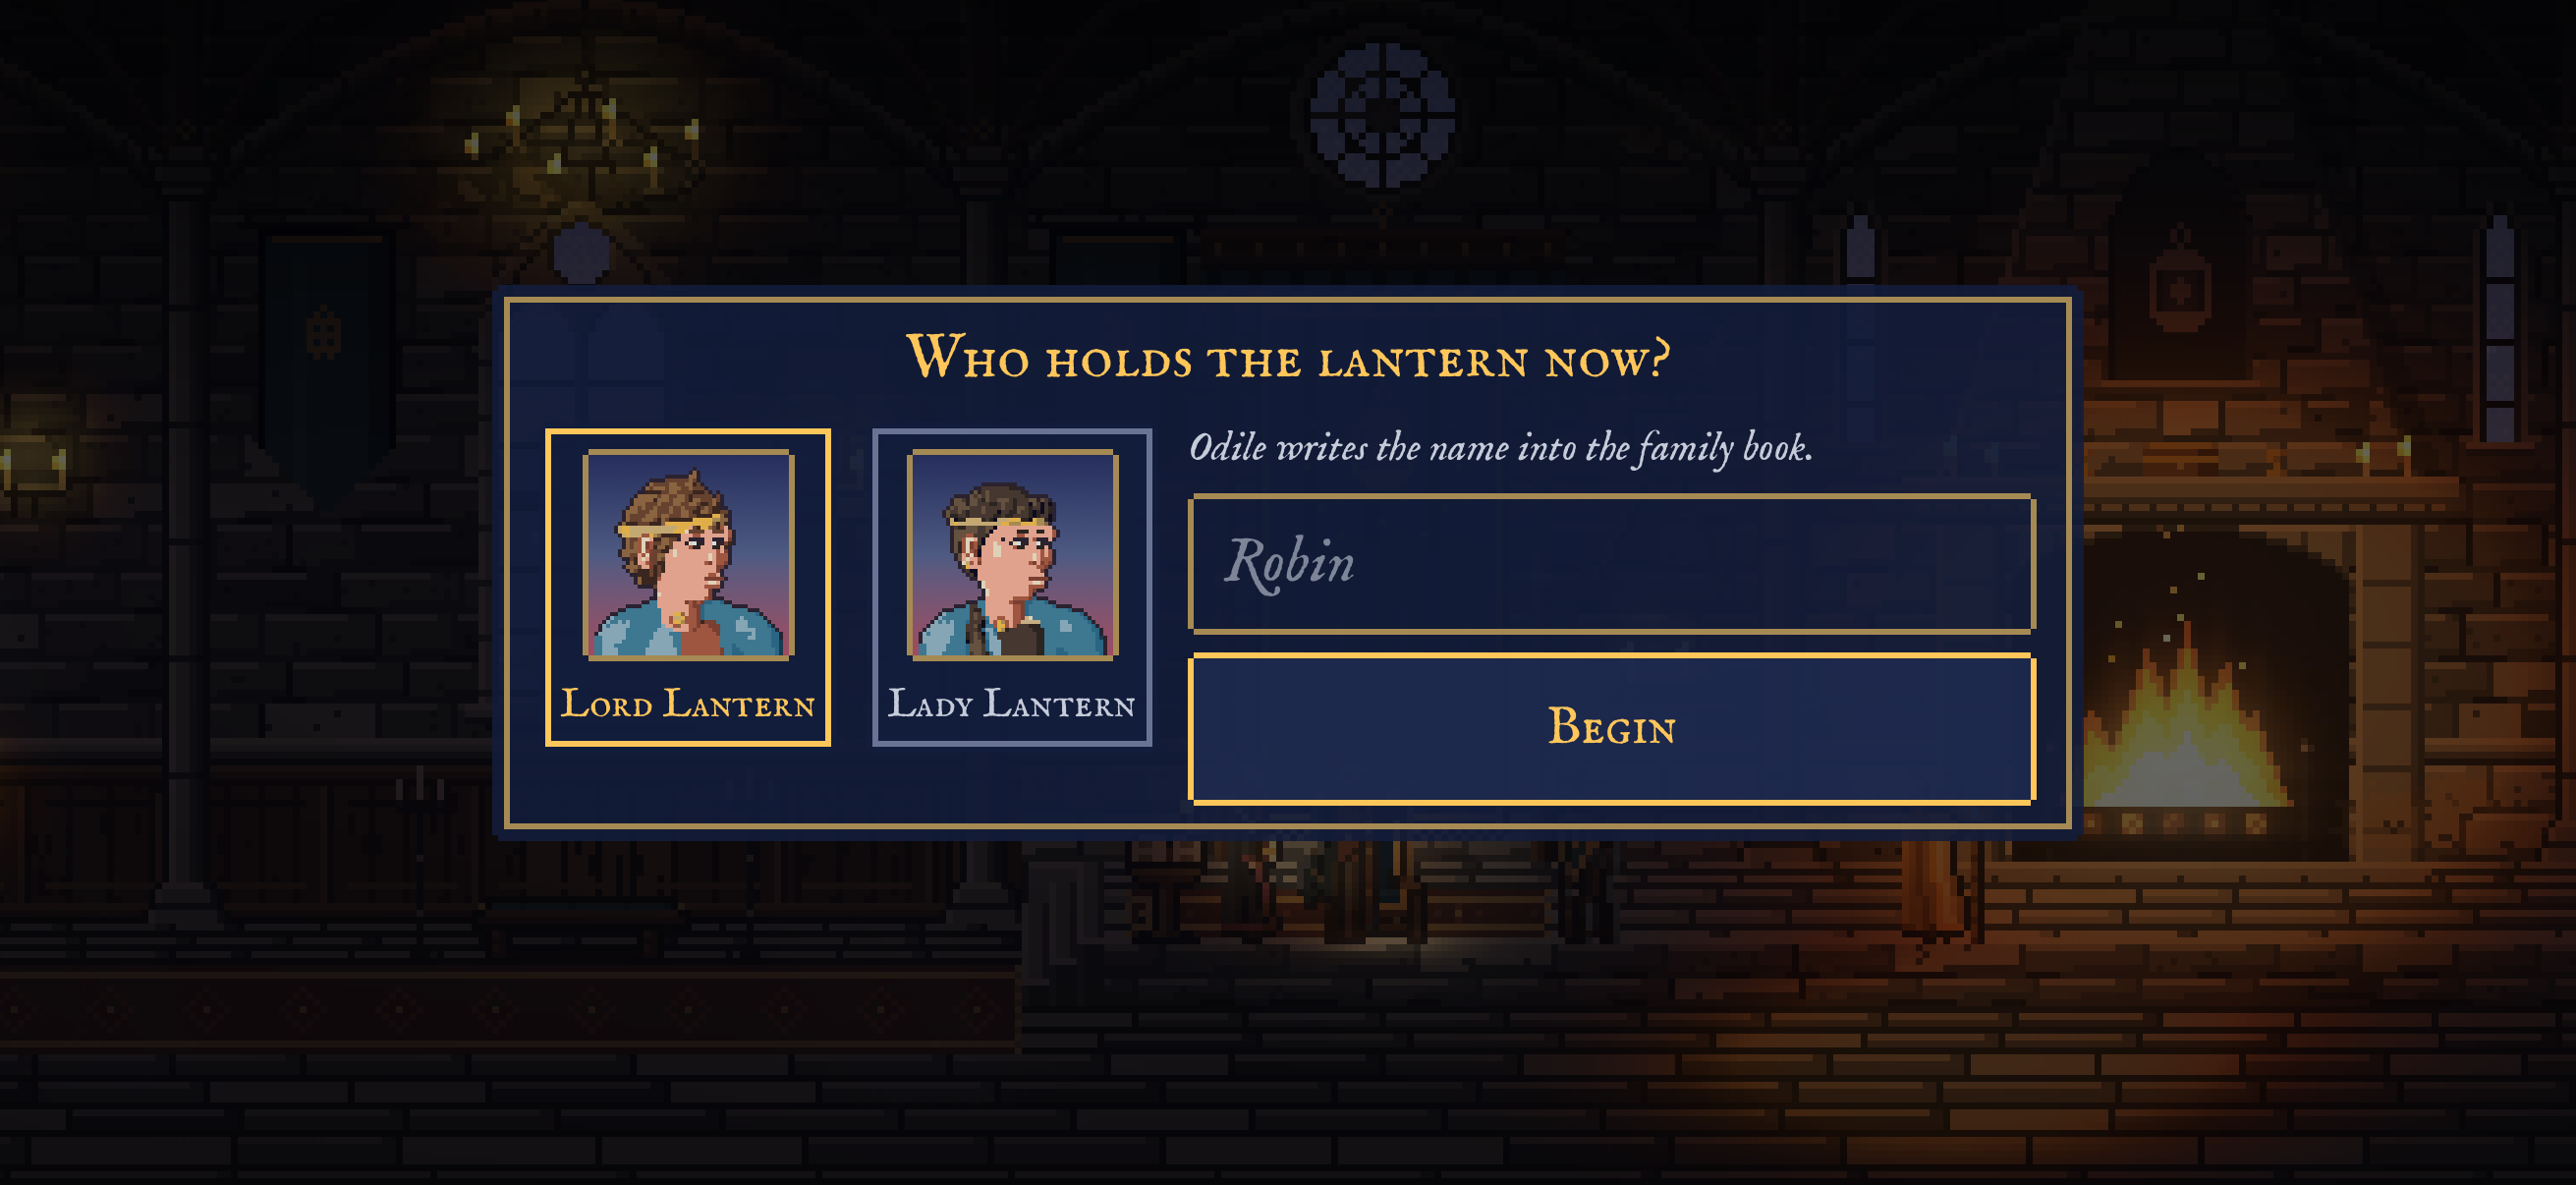 Who holds the lantern now?
Odile writes the name into the family book.
Robin
Lord Lantern
Lady Lantern
Begin